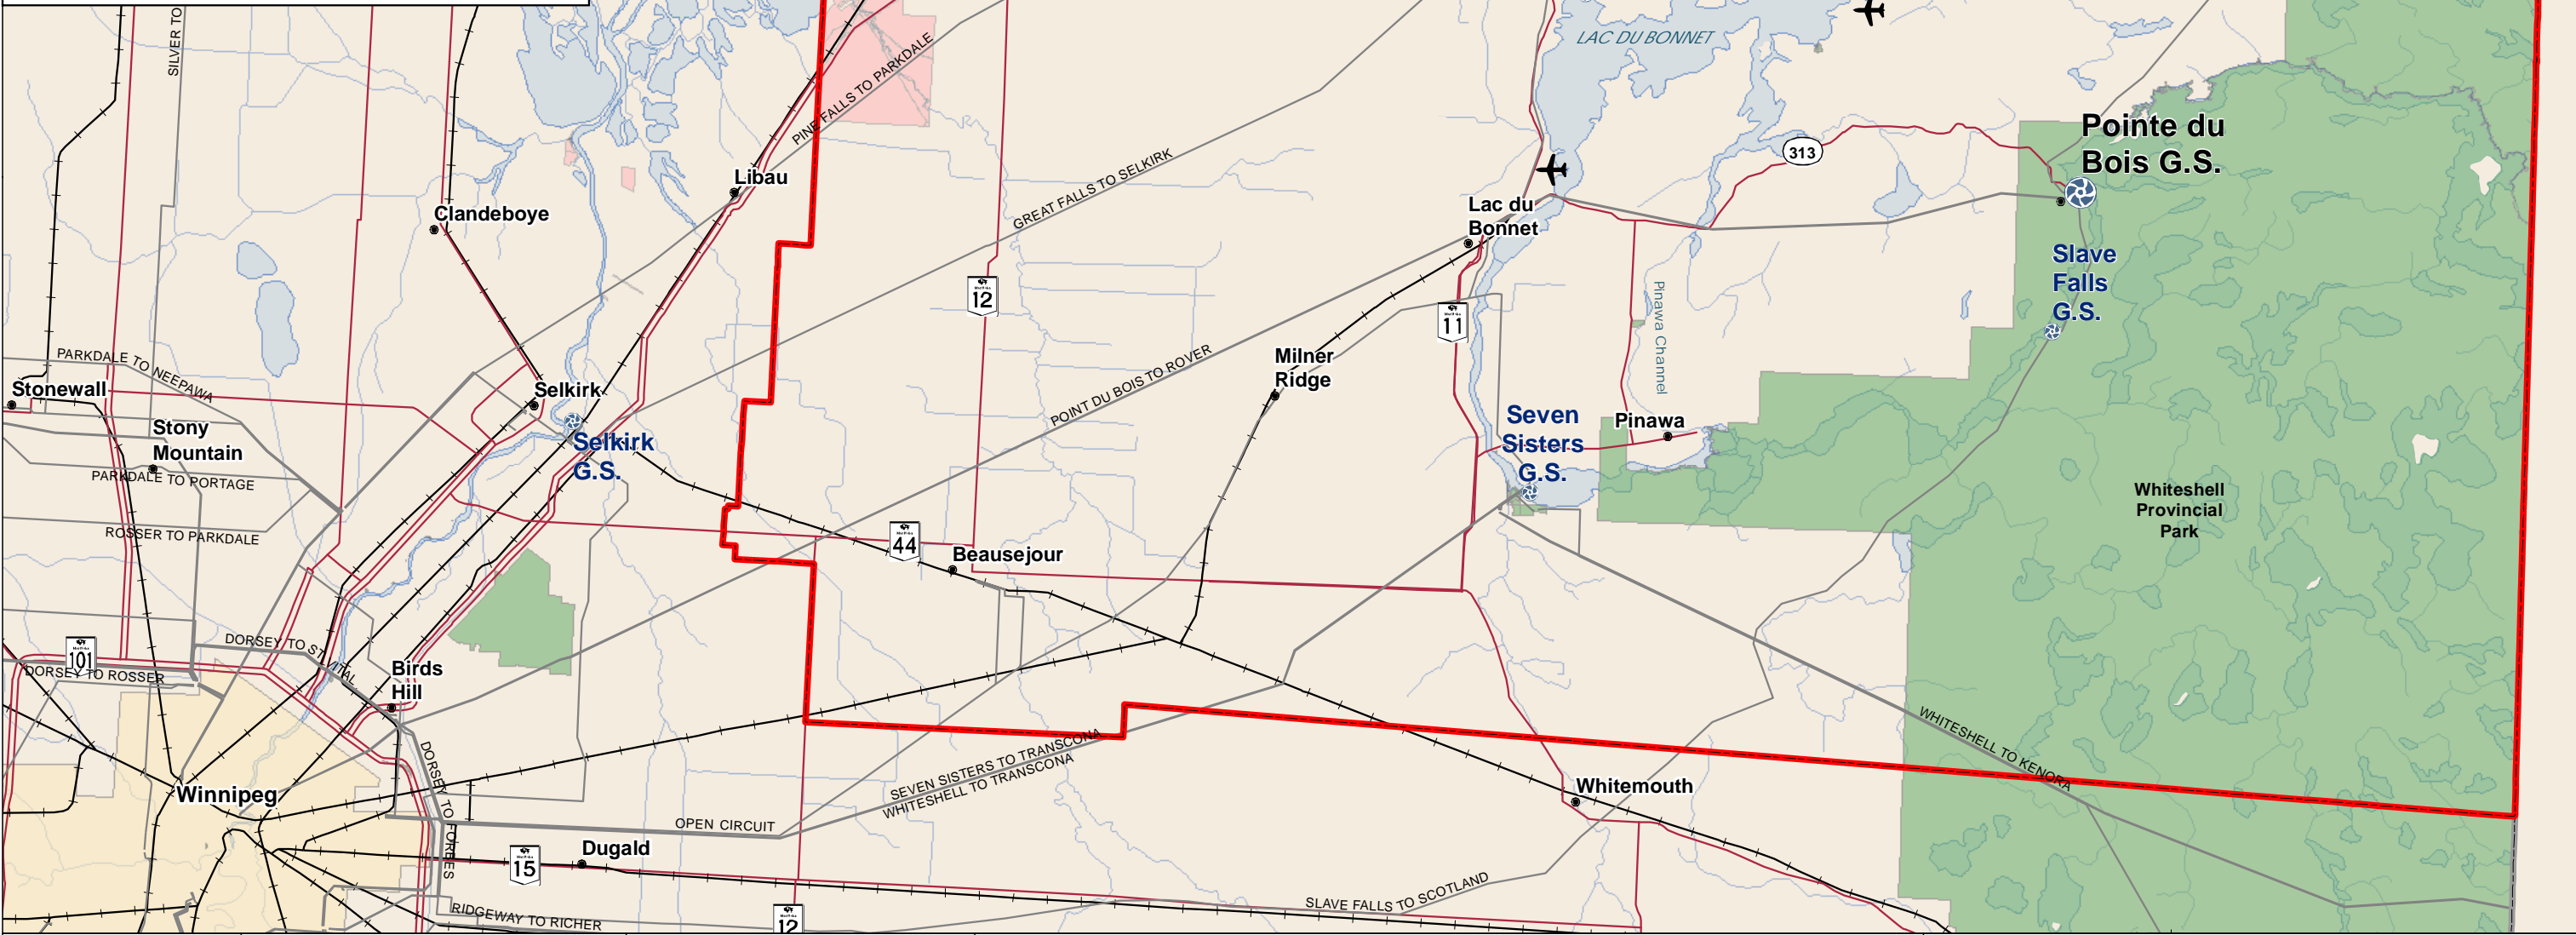 SILVER TO
LAC DU BONNET
PINE FALLS TO PARKDALE
Pointe du
Bois G.S.
313
Libau
GREAT FALLS TO SELKIRK
Clandeboye
Lac du
Bonnet
Slave
Falls
G.S.
12
11
Pinawa Channel
PARKDALE TO NEEPAWA
Stonewall
Selkirk
Milner
Ridge
POINT DU BOIS TO ROVER
Stony
Mountain
Selkirk
G.S.
Seven
Sisters
G.S.
Pinawa
PARKDALE TO PORTAGE
Whiteshell
Provincial
Park
ROSSER TO PARKDALE
44
Beausejour
DORSEY TO ST VITAL
101
DORSEY TO ROSSER
Birds
Hill
WHITESHELL TO KENORA
DORSEY TO FORBES
SEVEN SISTERS TO TRANSCONA
WHITESHELL TO TRANSCONA
Winnipeg
Whitemouth
OPEN CIRCUIT
15
Dugald
SLAVE FALLS TO SCOTLAND
RIDGEWAY TO RICHER
12